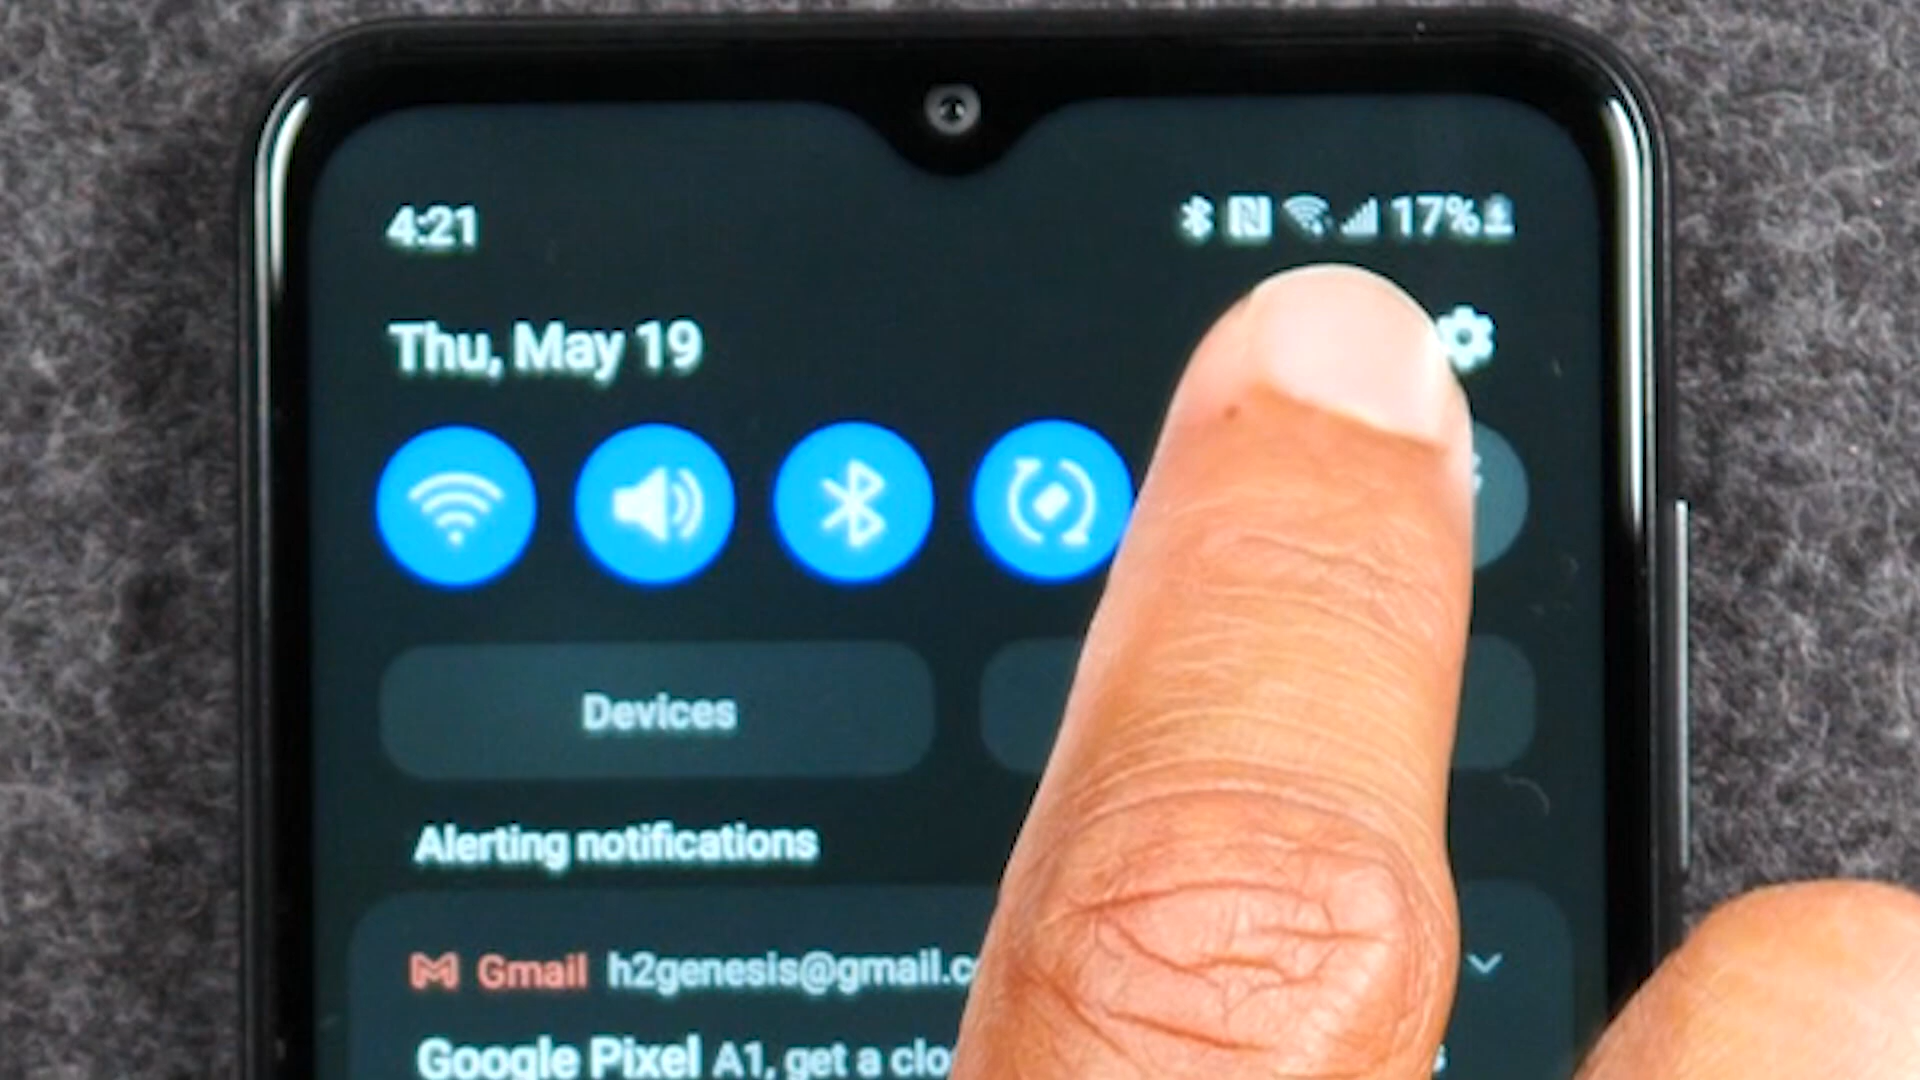 4:21 17%
Thu, May 19
Devices
Alerting notifications
Gmail h2genesis@gmail.c
Google Pixel A1, get a clo